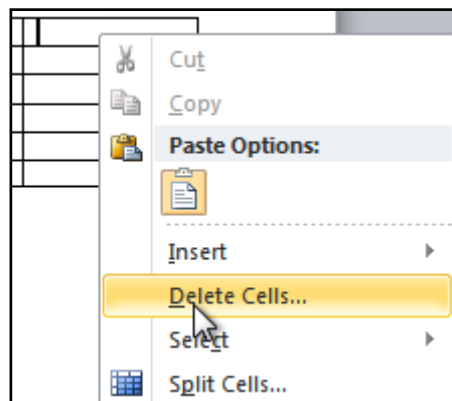 Cut
Copy
Paste Options:
Insert
Delete Cells...
Select
Split Cells...